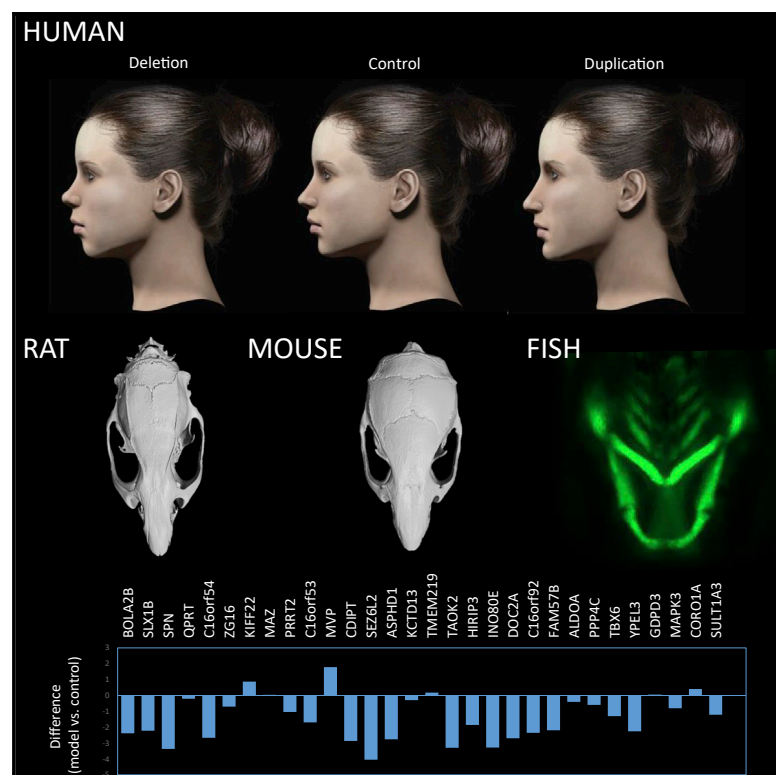 HUMAN
Deletion Control Duplication
RAT MOUSE FISH
BOLA2B
SLX1B
SPN
QPRT
C16orf54
ZG16
KIFF22
MAZ
PRRT2
C16orf53
MVP
CDIPT
SEZ6L2
ASPHD1
KCTD13
TMEM219
TAOK2
HIRIP3
INO80E
DOC2A
C16orf92
FAM57B
ALDOA
PPP4C
TBX6
YPEL3
GDPD3
MAPK3
CORO1A
SULT1A3
Difference
(model vs. control)
3
2
1
0
-1
-2
-3
-4
-5